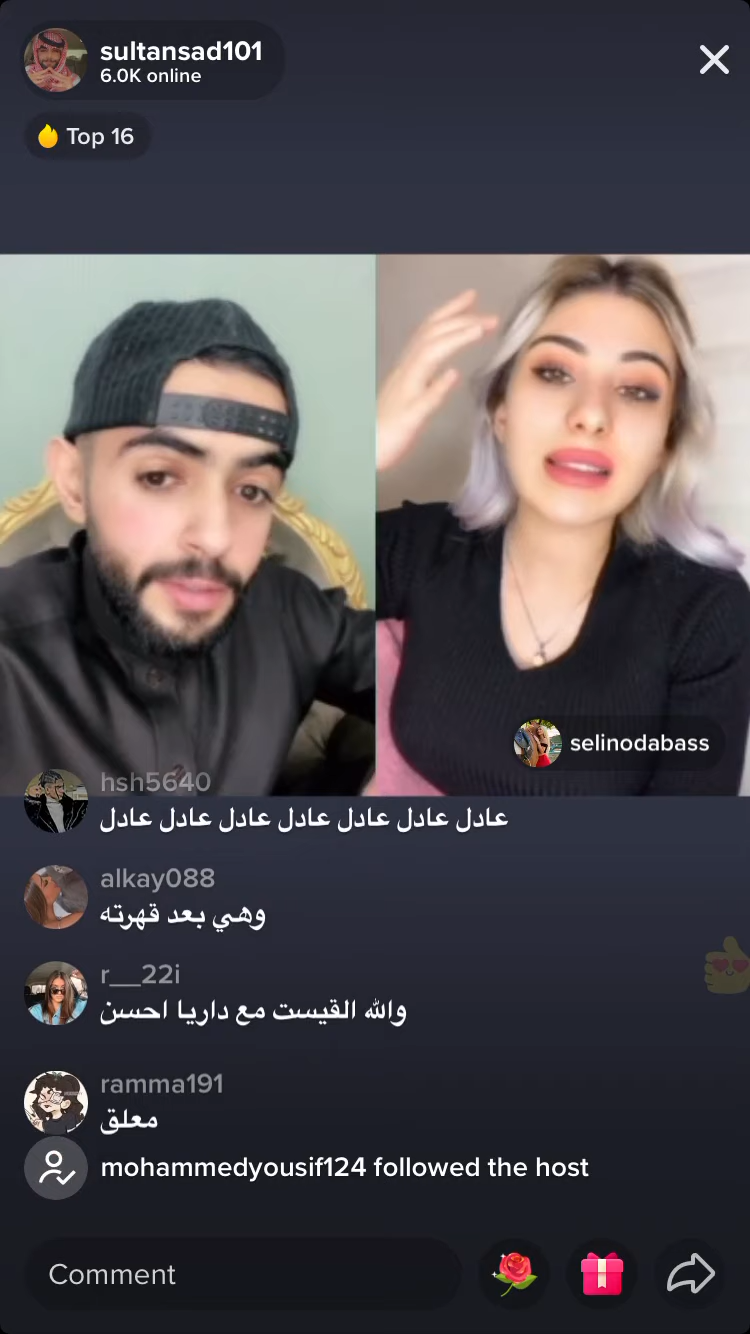 sultansad101
6.0K online
Top 16
selinodabass
hsh5640
عادل عادل عادل عادل عادل عادل عادل
alkay088
وهي بعد قهرته
r__22i
والله القيست مع داريا احسن
ramma191
معلق
mohammedyousif124 followed the host
Comment